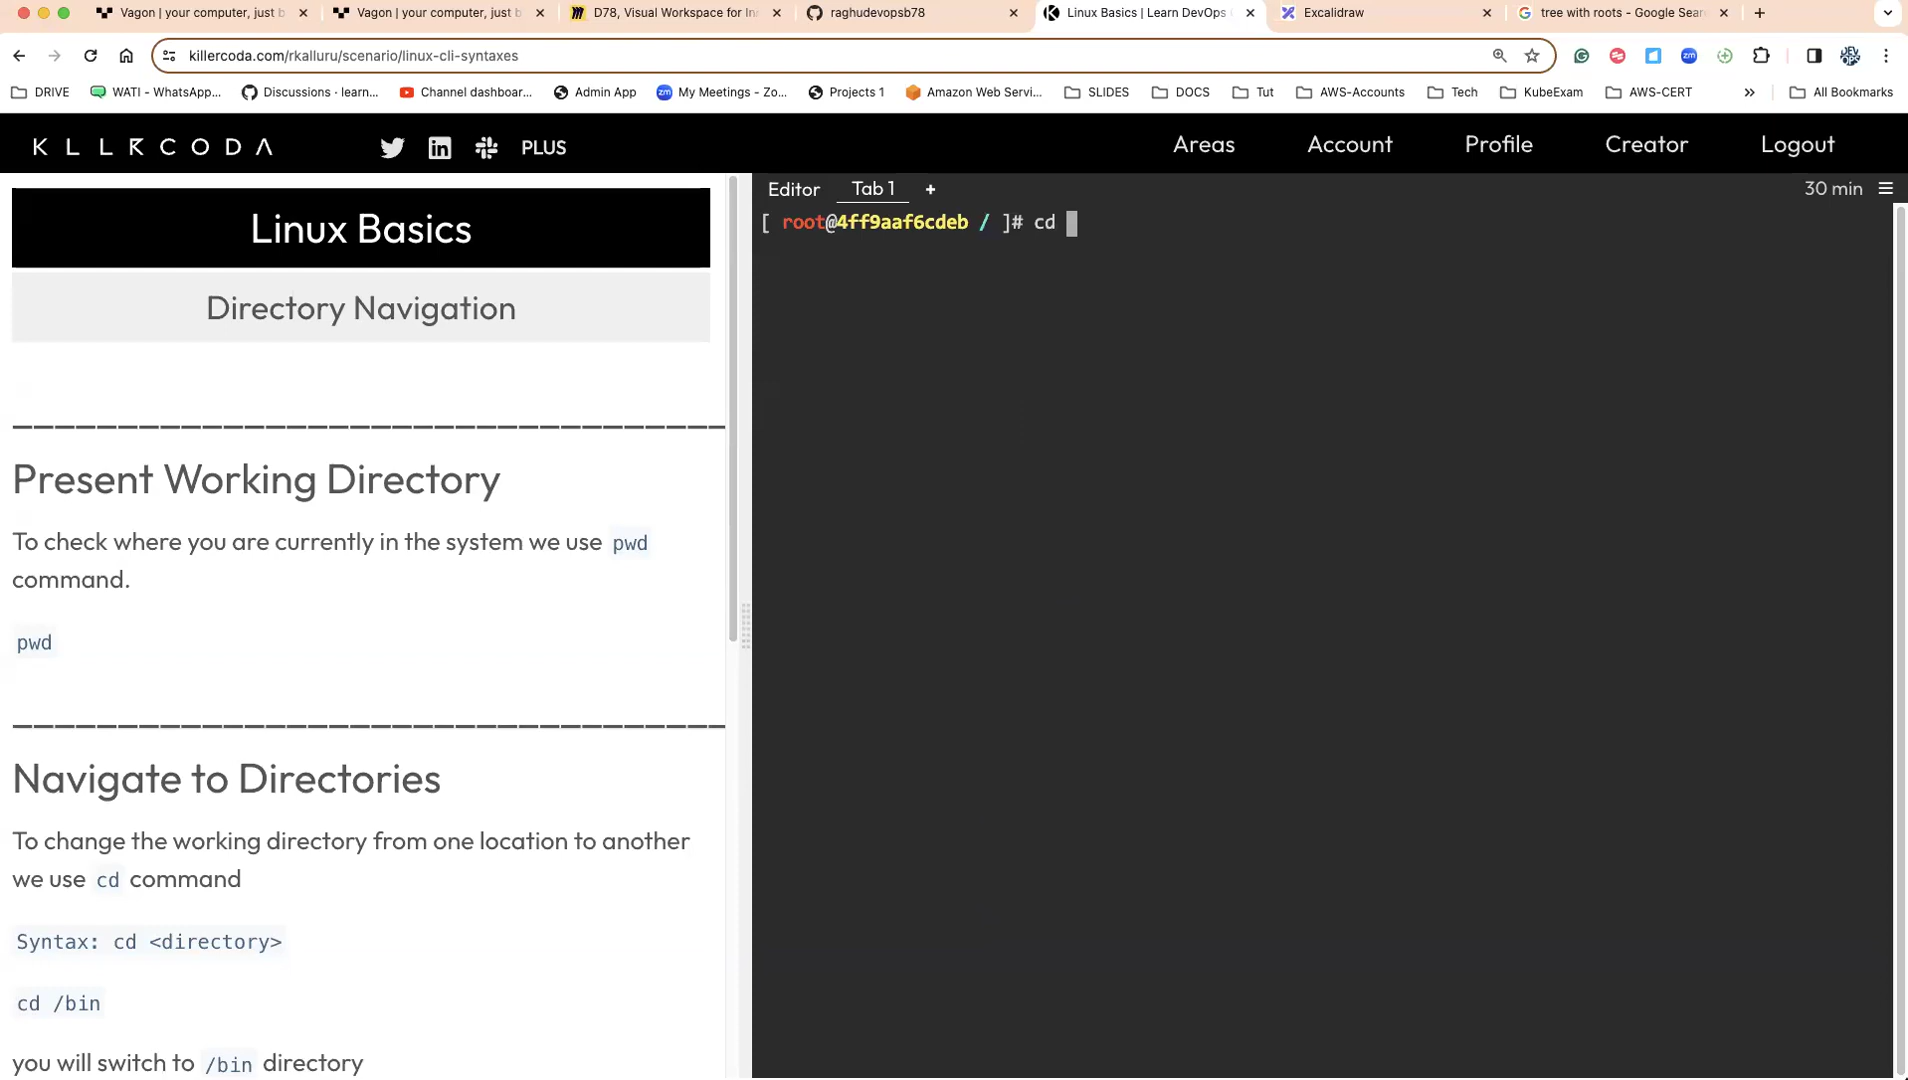 Vagon | your computer, just b
Vagon | your computer, just b
D78, Visual Workspace for In
raghudevopsb78
Linux Basics | Learn DevOps
Excalidraw
tree with roots - Google Sear
killercoda.com/rkalluru/scenario/linux-cli-syntaxes
DRIVE
WATI - WhatsApp...
Discussions · learn...
Channel dashboar...
Admin App
My Meetings - Zo...
Projects 1
Amazon Web Servi...
SLIDES
DOCS
Tut
AWS-Accounts
Tech
KubeExam
AWS-CERT
All Bookmarks
KLLRCODA
PLUS
Areas
Account
Profile
Creator
Logout
Linux Basics
Directory Navigation
Present Working Directory
To check where you are currently in the system we use pwd
command.
pwd
Navigate to Directories
To change the working directory from one location to another
we use cd command
Syntax: cd <directory>
cd /bin
you will switch to /bin directory
Editor
Tab 1
+
30 min
[ root@4ff9aaf6cdeb / ]# cd